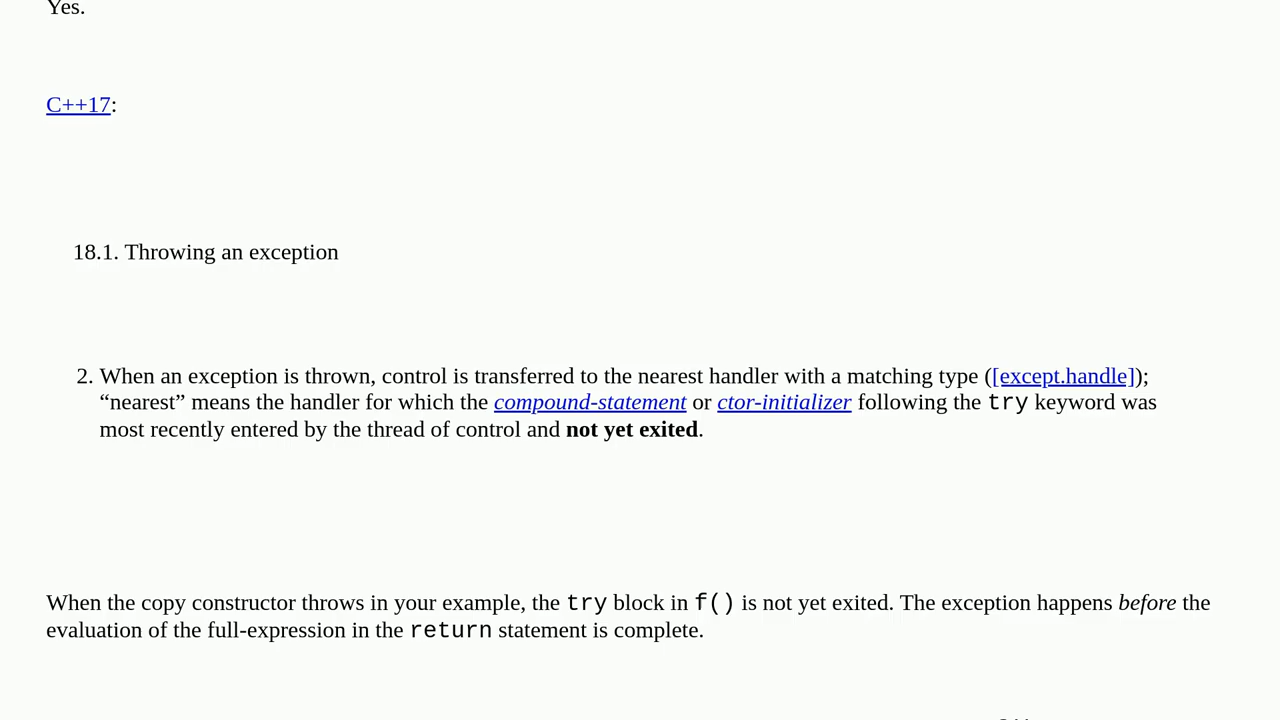 Yes.
C++17:
18.1. Throwing an exception
2. When an exception is thrown, control is transferred to the nearest handler with a matching type ([except.handle]);
“nearest” means the handler for which the compound-statement or ctor-initializer following the try keyword was
most recently entered by the thread of control and not yet exited.
When the copy constructor throws in your example, the try block in f() is not yet exited. The exception happens before the
evaluation of the full-expression in the return statement is complete.